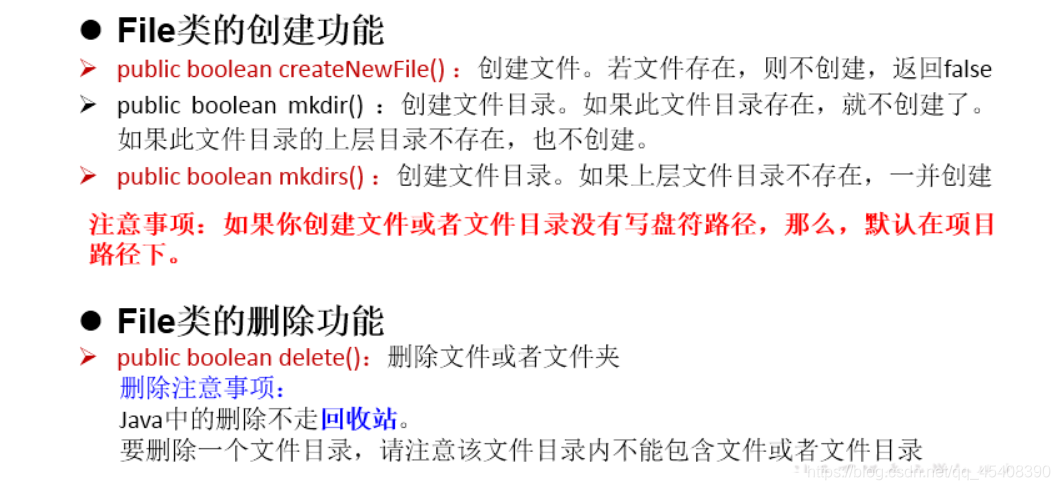 ● File类的创建功能
➢ public boolean createNewFile() ：创建文件。若文件存在，则不创建，返回false
➢ public boolean mkdir() ：创建文件目录。如果此文件目录存在，就不创建了。
如果此文件目录的上层目录不存在，也不创建。
➢ public boolean mkdirs() ：创建文件目录。如果上层文件目录不存在，一并创建
注意事项：如果你创建文件或者文件目录没有写盘符路径，那么，默认在项目
路径下。
● File类的删除功能
➢ public boolean delete()：删除文件或者文件夹
删除注意事项：
Java中的删除不走回收站。
要删除一个文件目录，请注意该文件目录内不能包含文件或者文件目录
https://blog.csdn.net/qq_45408390